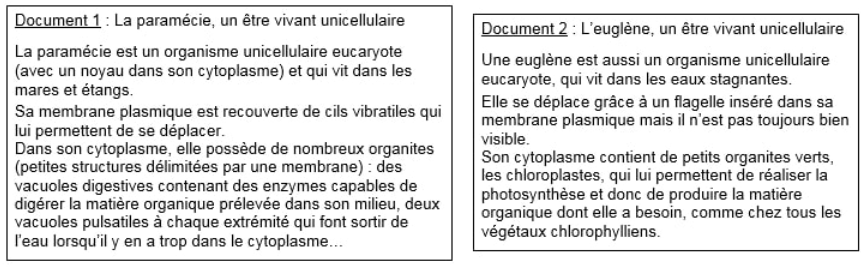 Document 1 : La paramécie, un être vivant unicellulaire
La paramécie est un organisme unicellulaire eucaryote
(avec un noyau dans son cytoplasme) et qui vit dans les
mares et étangs.
Sa membrane plasmique est recouverte de cils vibratiles qui
lui permettent de se déplacer.
Dans son cytoplasme, elle possède de nombreux organites
(petites structures délimitées par une membrane) : des
vacuoles digestives contenant des enzymes capables de
digérer la matière organique prélevée dans son milieu, deux
vacuoles pulsatiles à chaque extrémité qui font sortir de
l'eau lorsqu'il y en a trop dans le cytoplasme…
Document 2 : L'euglène, un être vivant unicellulaire
Une euglène est aussi un organisme unicellulaire
eucaryote, qui vit dans les eaux stagnantes.
Elle se déplace grâce à un flagelle inséré dans sa
membrane plasmique mais il n'est pas toujours bien
visible.
Son cytoplasme contient de petits organites verts,
les chloroplastes, qui lui permettent de réaliser la
photosynthèse et donc de produire la matière
organique dont elle a besoin, comme chez tous les
végétaux chlorophylliens.